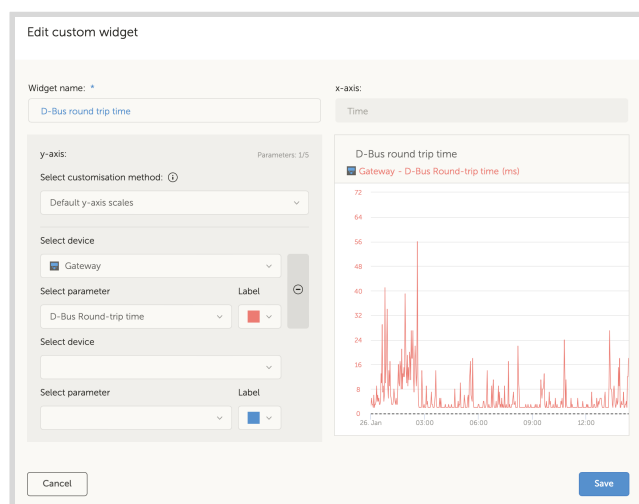 Edit custom widget
Widget name: *
x-axis:
D-Bus round trip time
Time
y-axis:
Parameters: 1/5
Select customisation method:
Default y-axis scales
Select device
Gateway
Select parameter
Label
D-Bus Round-trip time
Select device
Select parameter
Label
D-Bus round trip time
Gateway - D-Bus Round-trip time (ms)
72
64
56
48
40
32
24
16
8
0
26. Jan
03:00
06:00
09:00
12:00
Cancel
Save